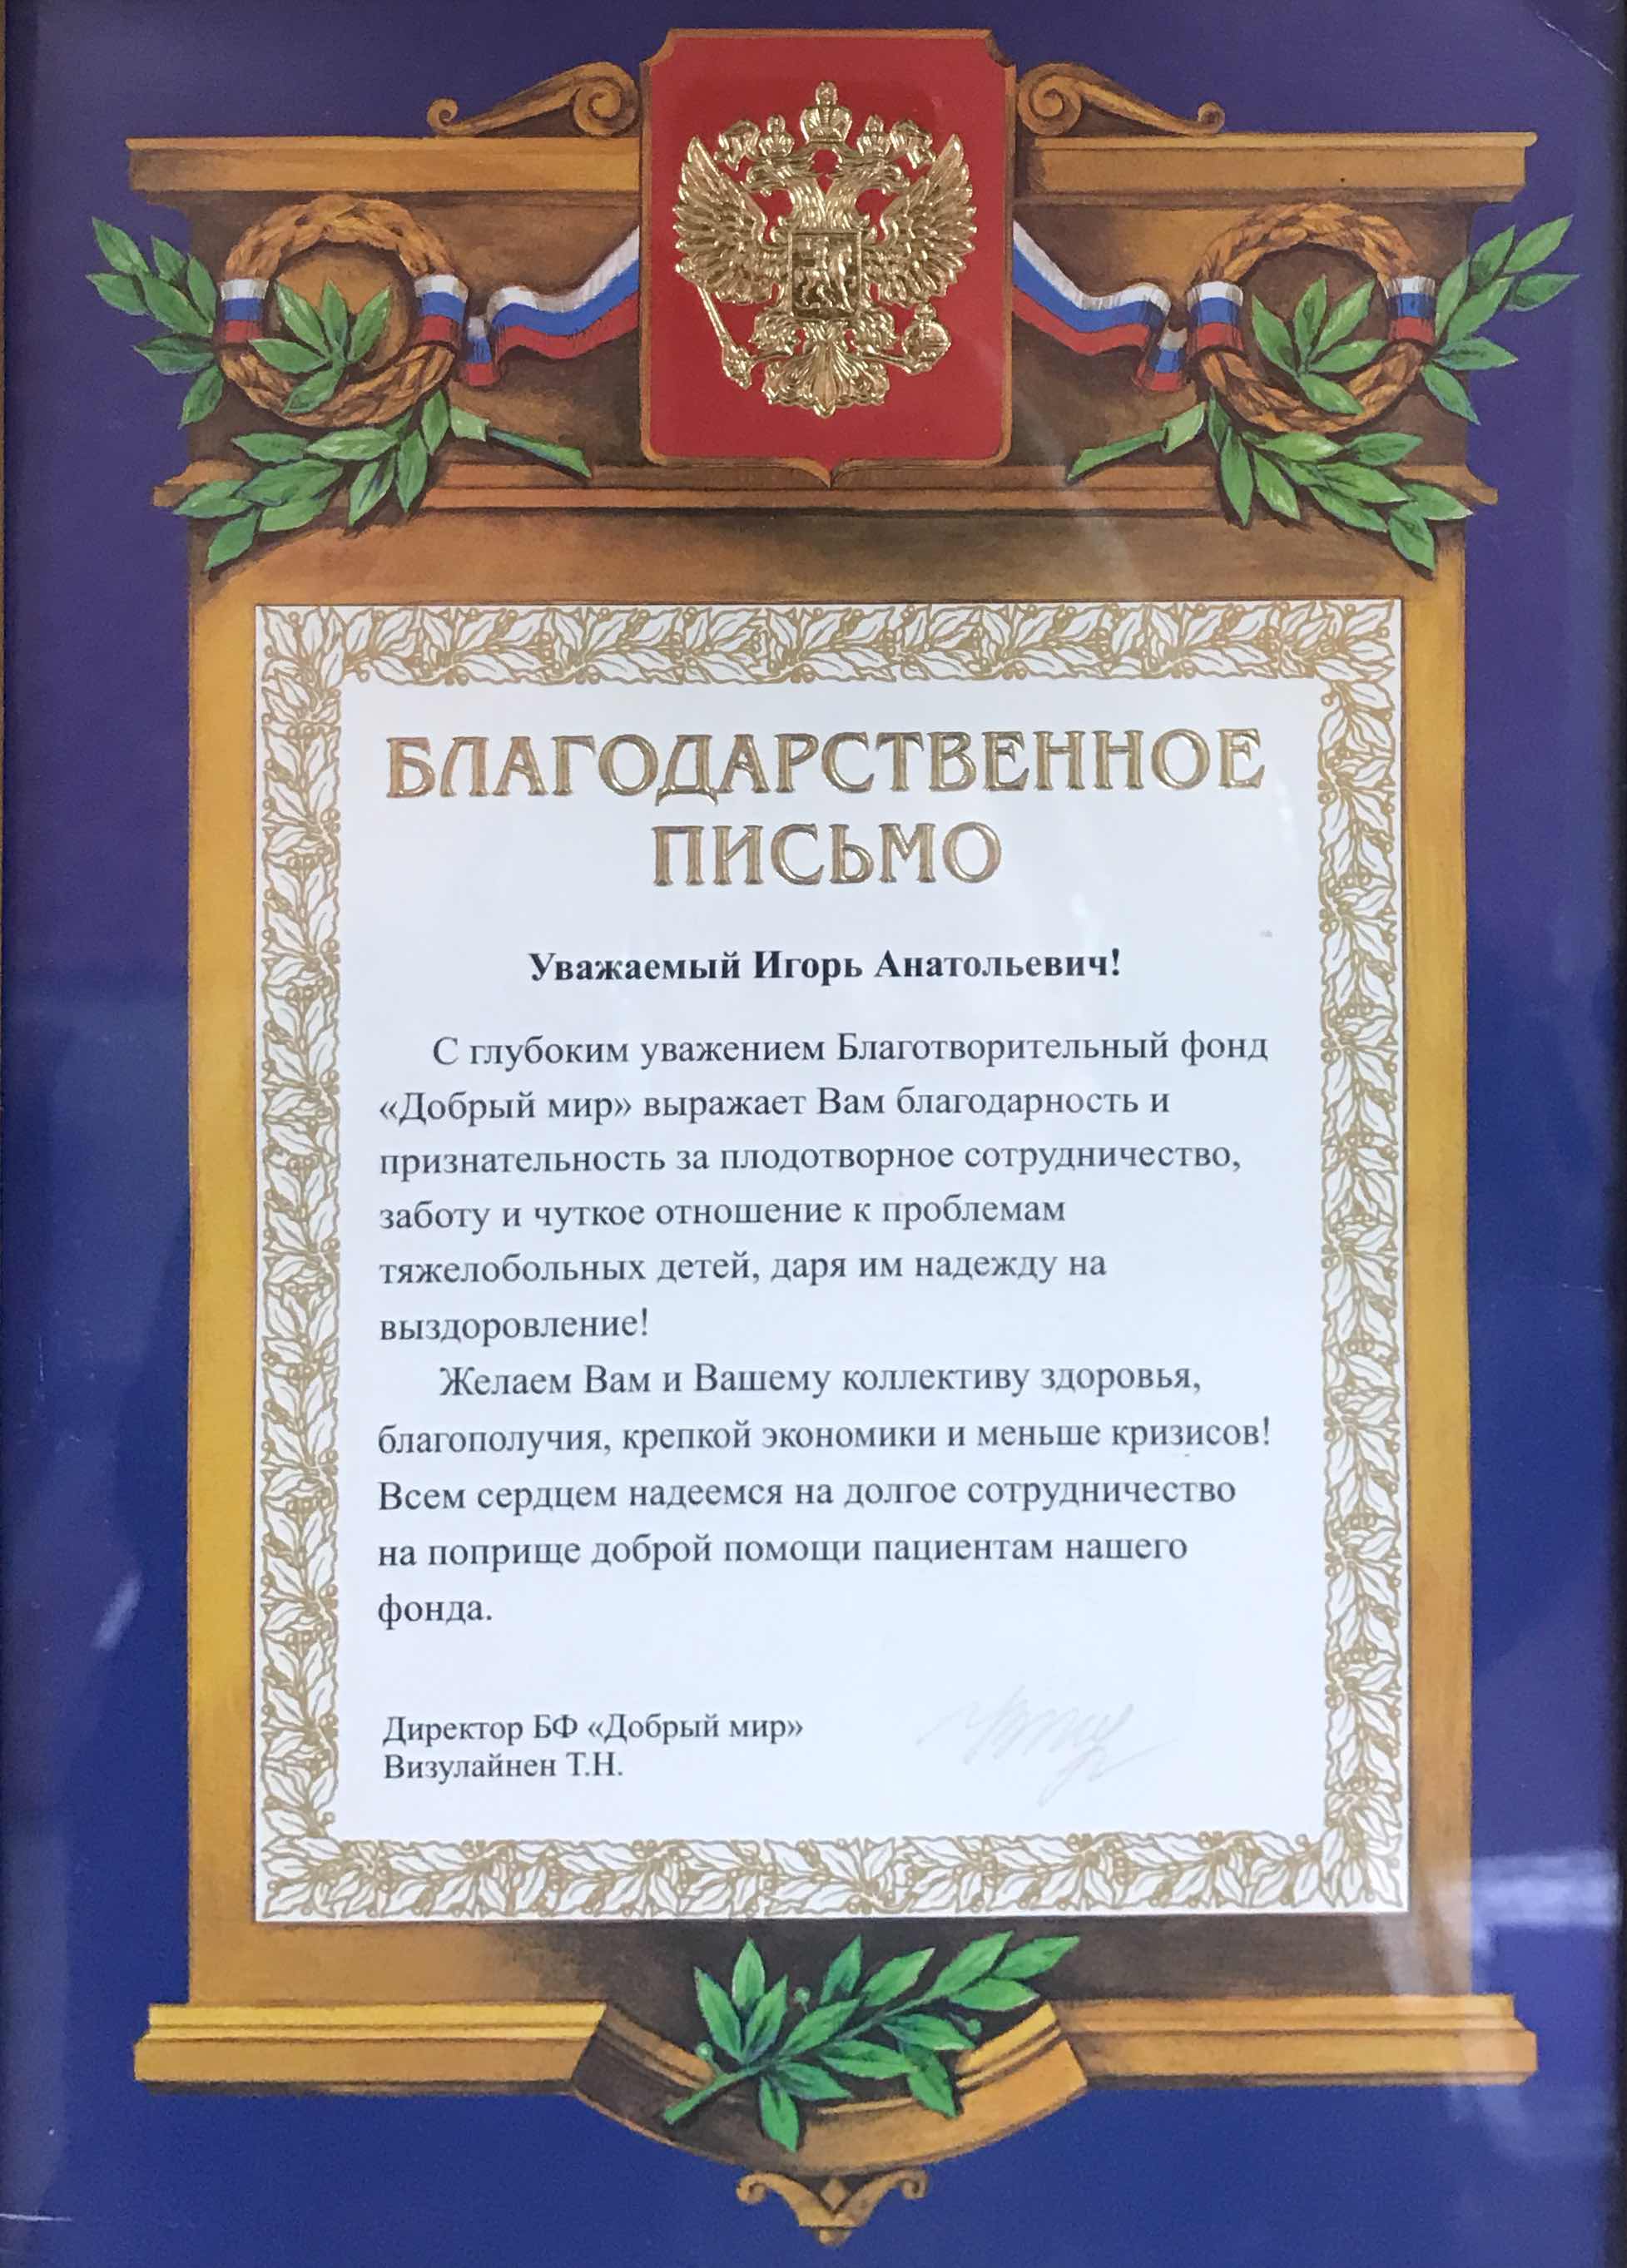 БЛАГОДАРСТВЕННОЕ
ПИСЬМО
Уважаемый Игорь Анатольевич!
С глубоким уважением Благотворительный фонд
«Добрый мир» выражает Вам благодарность и
признательность за плодотворное сотрудничество,
заботу и чуткое отношение к проблемам
тяжелобольных детей, даря им надежду на
выздоровление!
Желаем Вам и Вашему коллективу здоровья,
благополучия, крепкой экономики и меньше кризисов!
Всем сердцем надеемся на долгое сотрудничество
на поприще доброй помощи пациентам нашего
фонда.
Директор БФ «Добрый мир»
Визулайнен Т.Н.